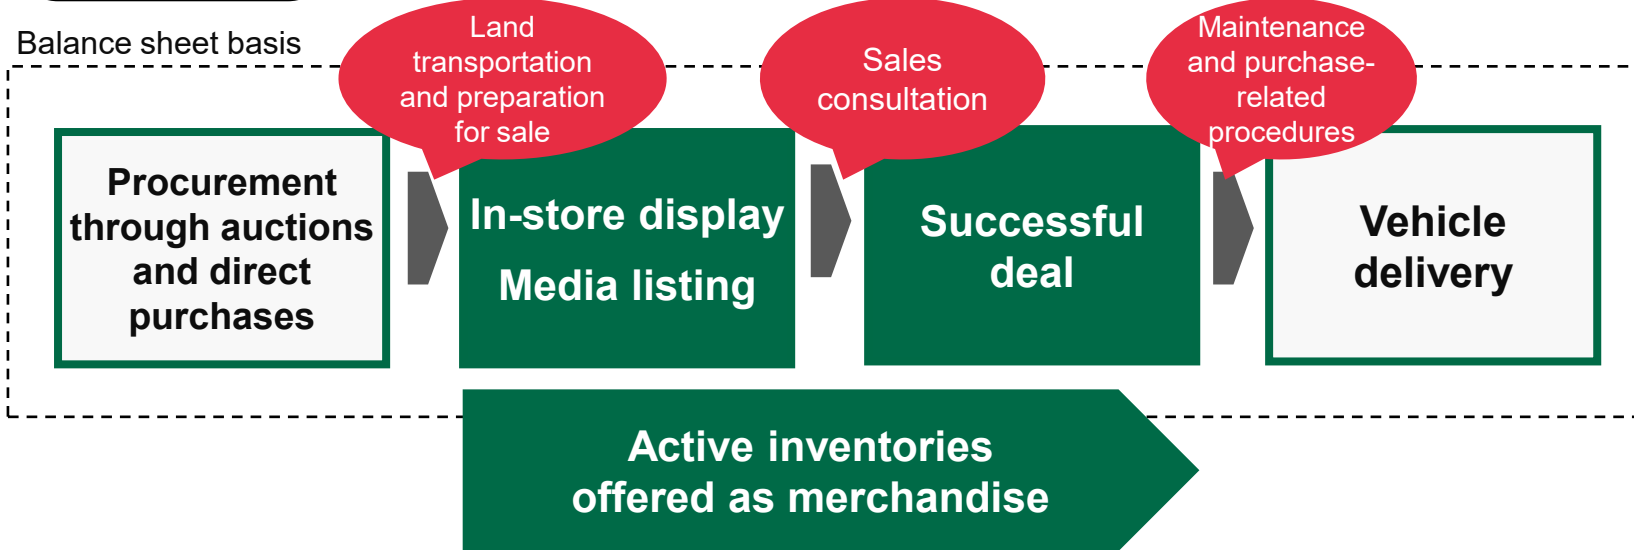 Balance sheet basis
Land
transportation
and preparation
for sale
Sales
consultation
Maintenance
and purchase-
related
procedures
Procurement
through auctions
and direct
purchases
In-store display
Media listing
Successful
deal
Vehicle
delivery
Active inventories
offered as merchandise